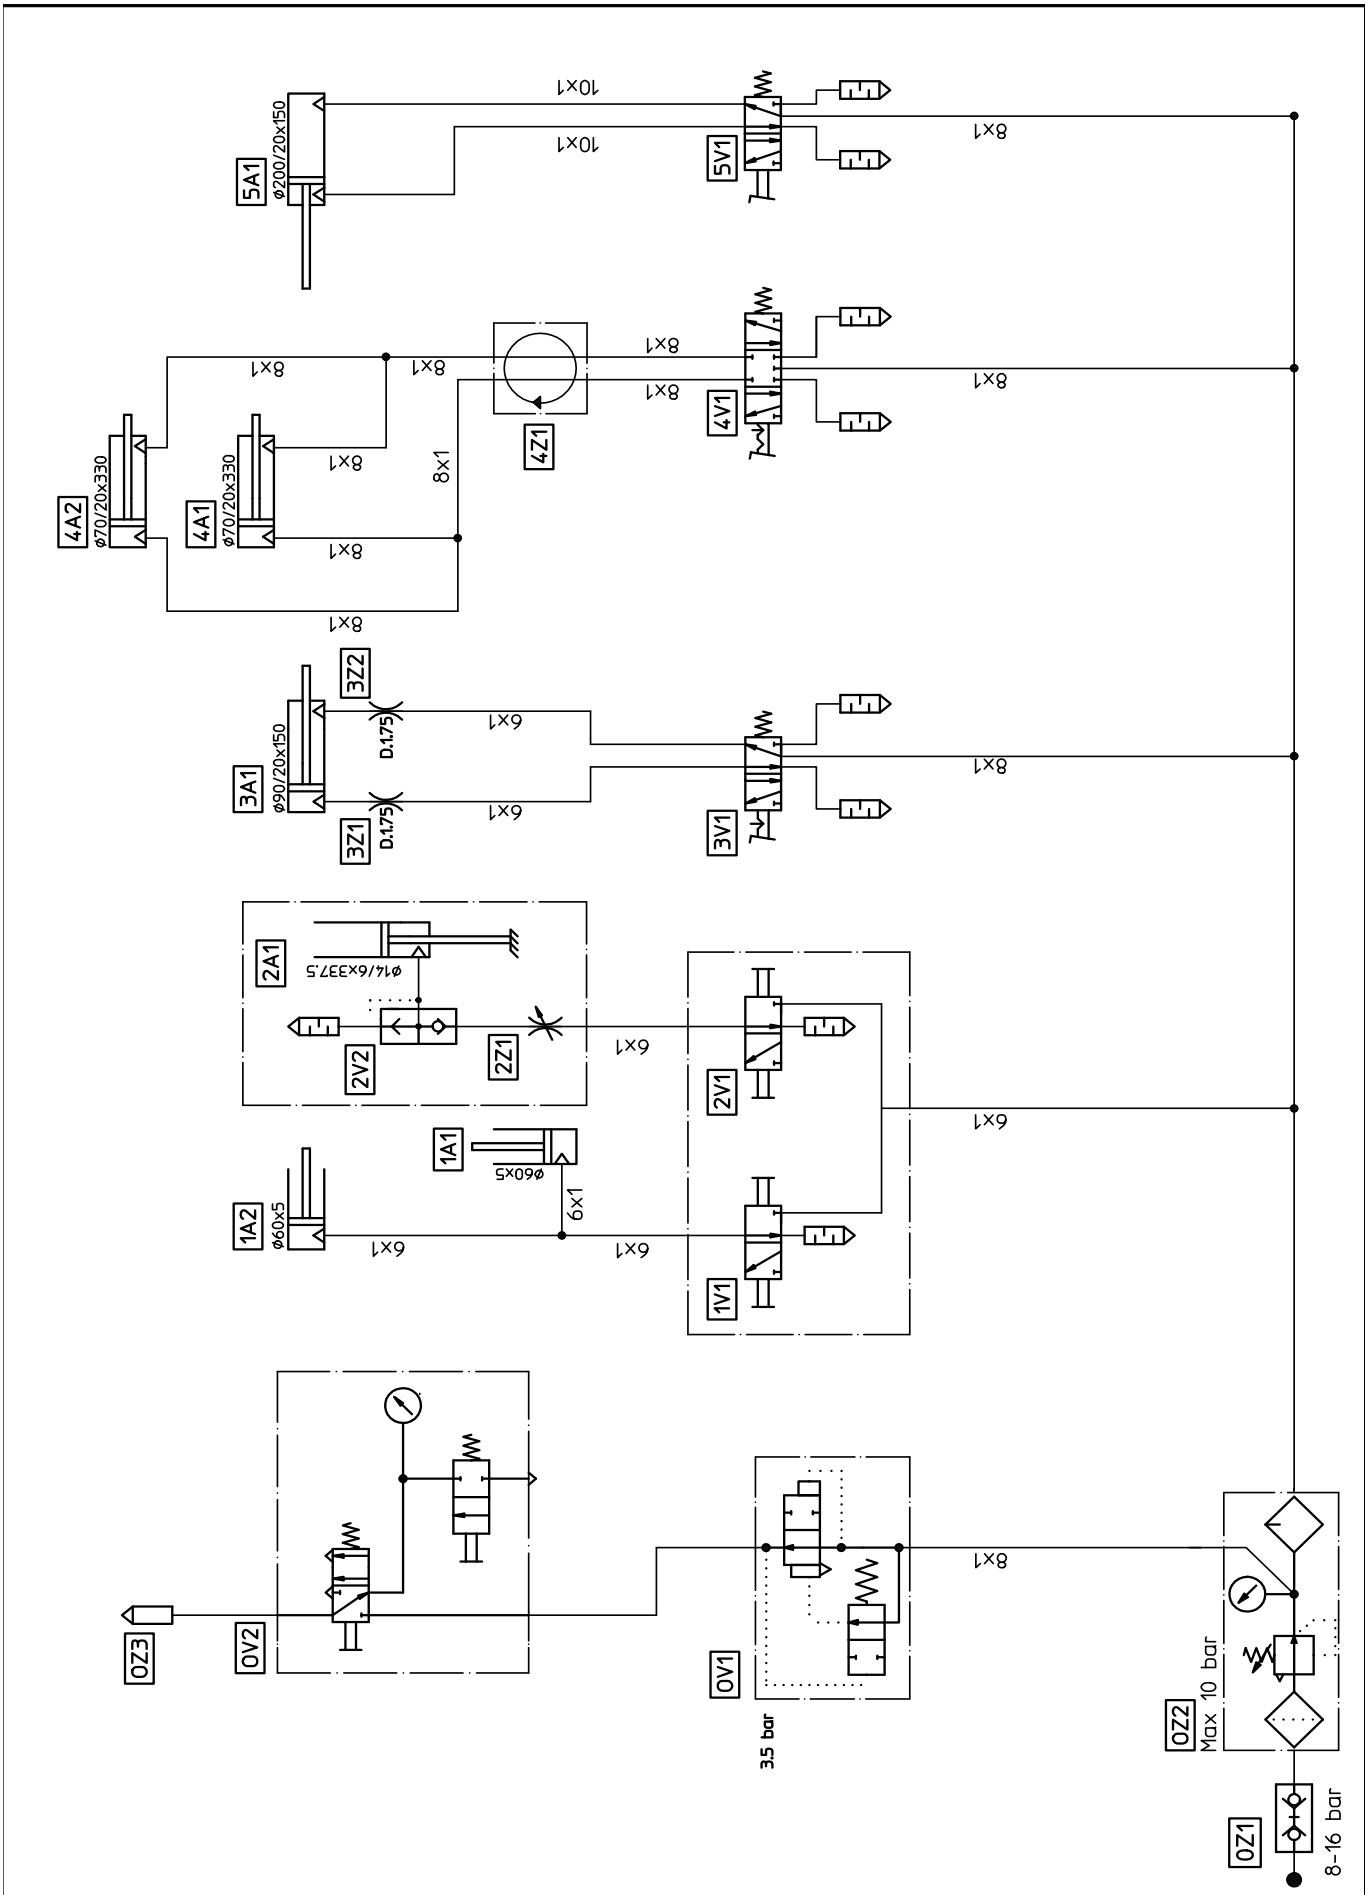 5A1
ø200/20x150
10x1
10x1
5V1
8x1
4A2
ø70/20x330
4A1
ø70/20x330
8x1
8x1
8x1
8x1
8x1
8x1
4Z1
8x1
8x1
4V1
8x1
3A1
ø90/20x150
3Z2
D.1.75
3Z1
D.1.75
6x1
6x1
3V1
8x1
2A1
ø14/6x337.5
2V2
2Z1
6x1
2V1
1A2
ø60x5
1A1
ø60x5
6x1
6x1
6x1
1V1
6x1
0Z3
0V2
0V1
3.5 bar
8x1
0Z2
Max 10 bar
0Z1
8-16 bar